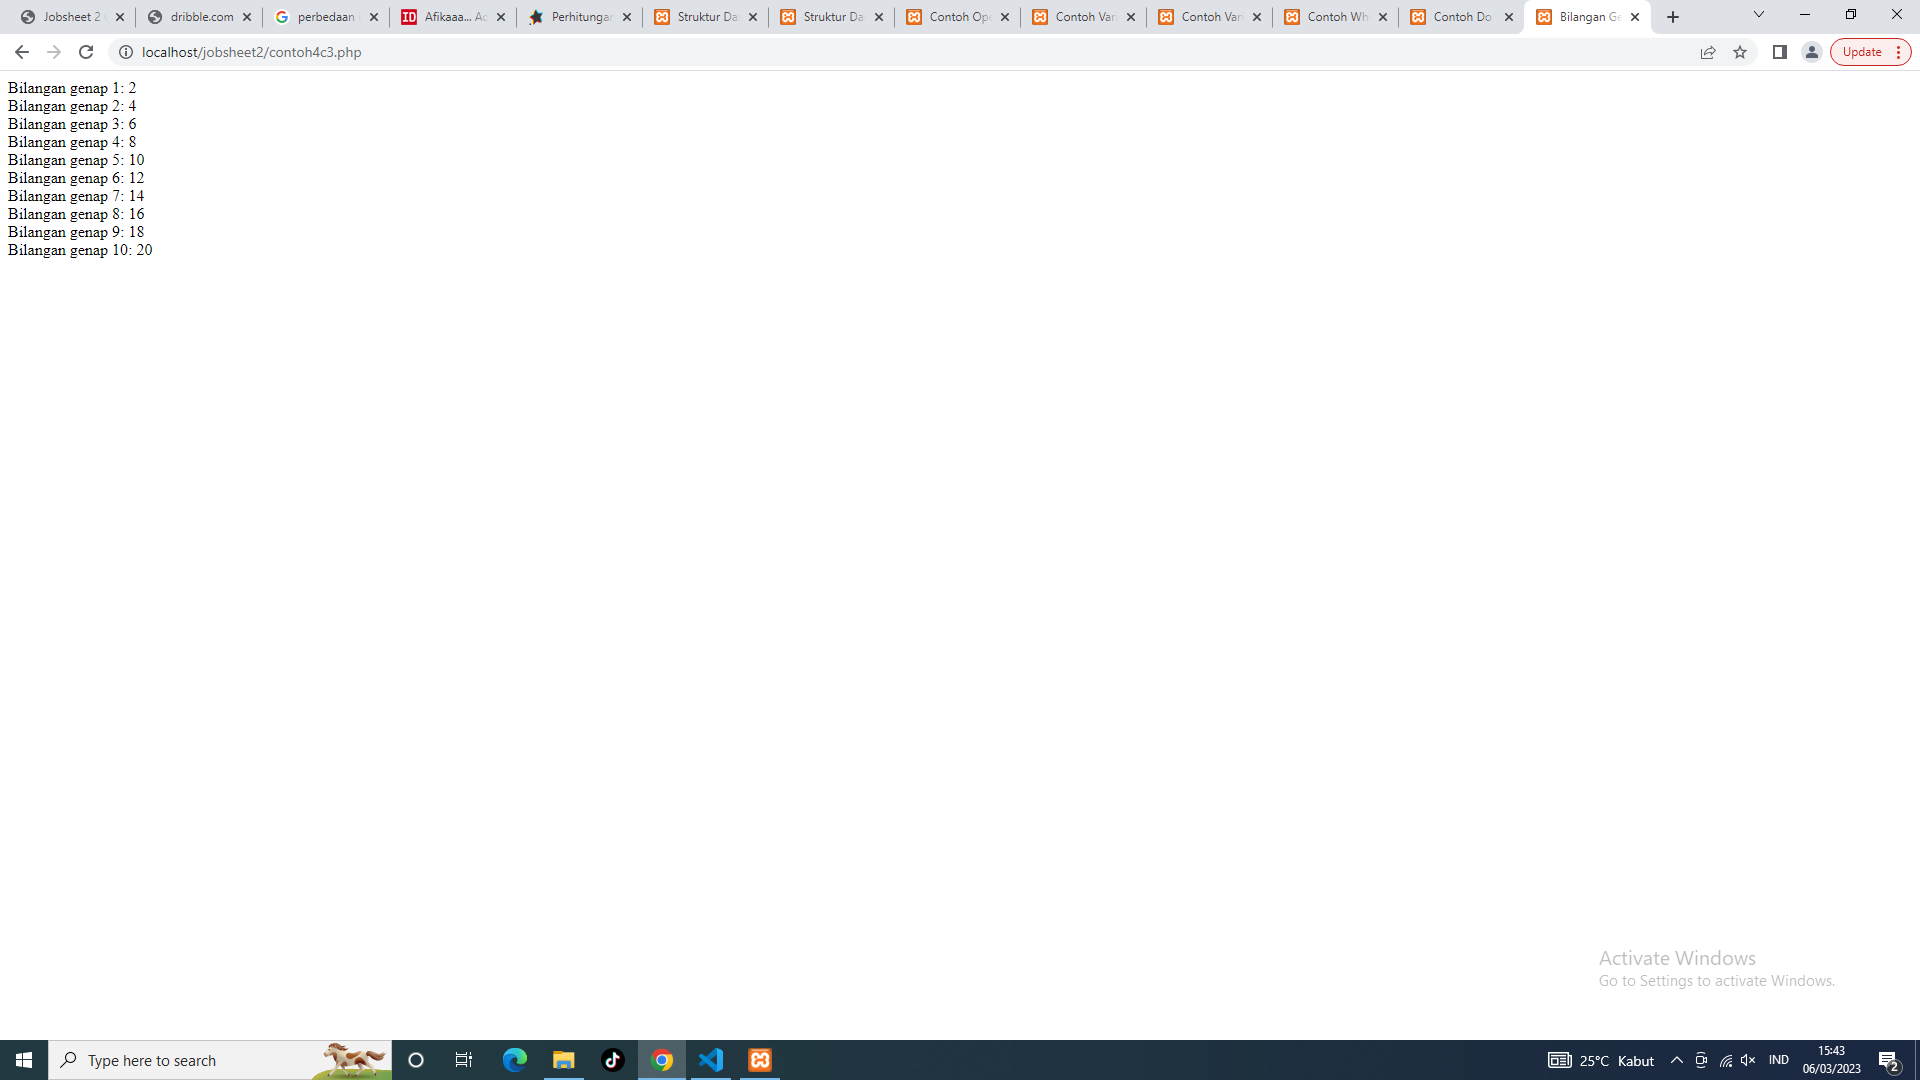 Jobsheet 2
dribble.com
perbedaan
Afikaaa... Ad
Perhitungan
Struktur Da
Struktur Da
Contoh Ope
Contoh Vari
Contoh Vari
Contoh Wh
Contoh Do
Bilangan Ge
localhost/jobsheet2/contoh4c3.php
Update
Bilangan genap 1: 2
Bilangan genap 2: 4
Bilangan genap 3: 6
Bilangan genap 4: 8
Bilangan genap 5: 10
Bilangan genap 6: 12
Bilangan genap 7: 14
Bilangan genap 8: 16
Bilangan genap 9: 18
Bilangan genap 10: 20
Activate Windows
Go to Settings to activate Windows.
Type here to search
25°C Kabut
IND
15:43
06/03/2023
2